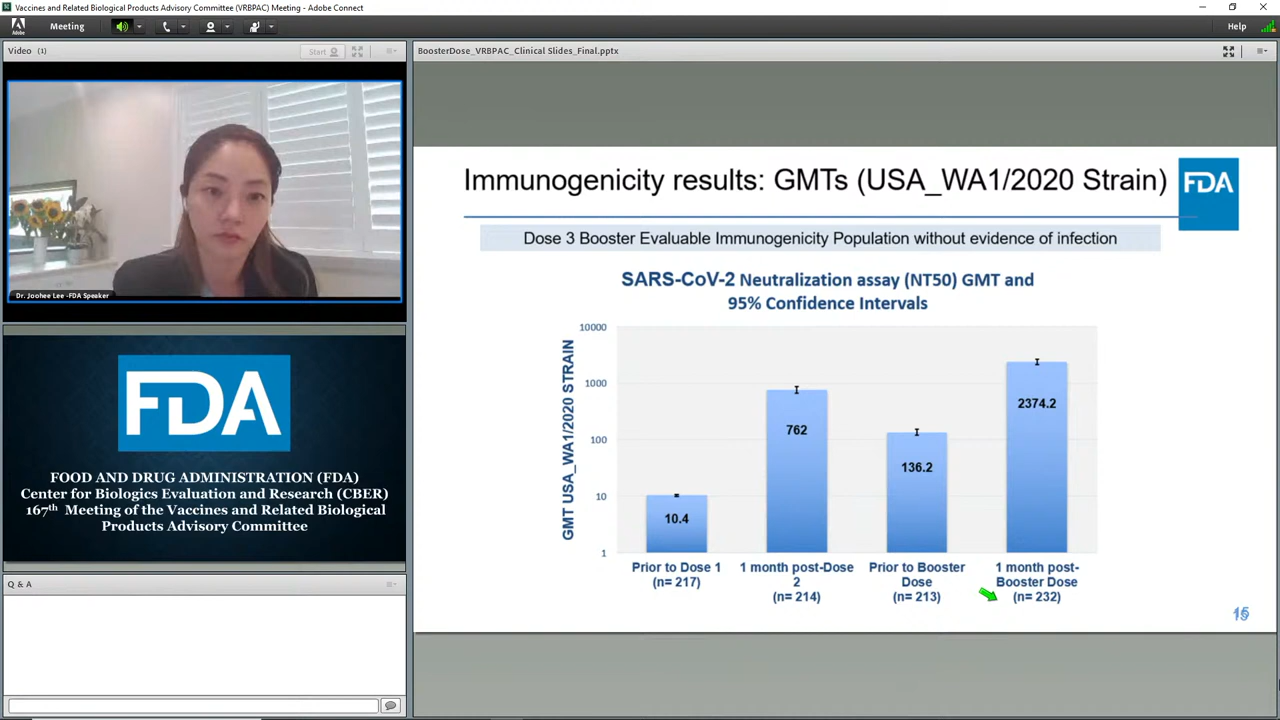 Vaccines and Related Biological Products Advisory Committee (VRBPAC) Meeting - Adobe Connect
Meeting
Help
Video (1)
Start
Dr. Joohee Lee -FDA Speaker
FDA
FOOD AND DRUG ADMINISTRATION (FDA)
Center for Biologics Evaluation and Research (CBER)
167th Meeting of the Vaccines and Related Biological
Products Advisory Committee
Q & A
BoosterDose_VRBPAC_Clinical Slides_Final.pptx
Immunogenicity results: GMTs (USA_WA1/2020 Strain)
FDA
Dose 3 Booster Evaluable Immunogenicity Population without evidence of infection
SARS-CoV-2 Neutralization assay (NT50) GMT and
95% Confidence Intervals
GMT USA_WA1/2020 STRAIN
10000
1000
100
10
1
10.4
762
136.2
2374.2
Prior to Dose 1
(n= 217)
1 month post-Dose
2
(n= 214)
Prior to Booster
Dose
(n= 213)
1 month post-
Booster Dose
(n= 232)